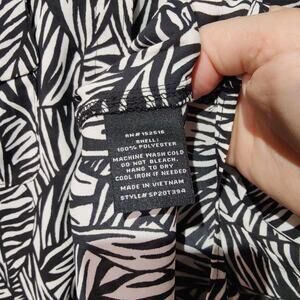 RN# 152516
SHELL:
100% POLYESTER
MACHINE WASH COLD
DO NOT BLEACH.
HANG TO DRY
COOL IRON IF NEEDED
MADE IN VIETNAM
STYLE# SP20T394